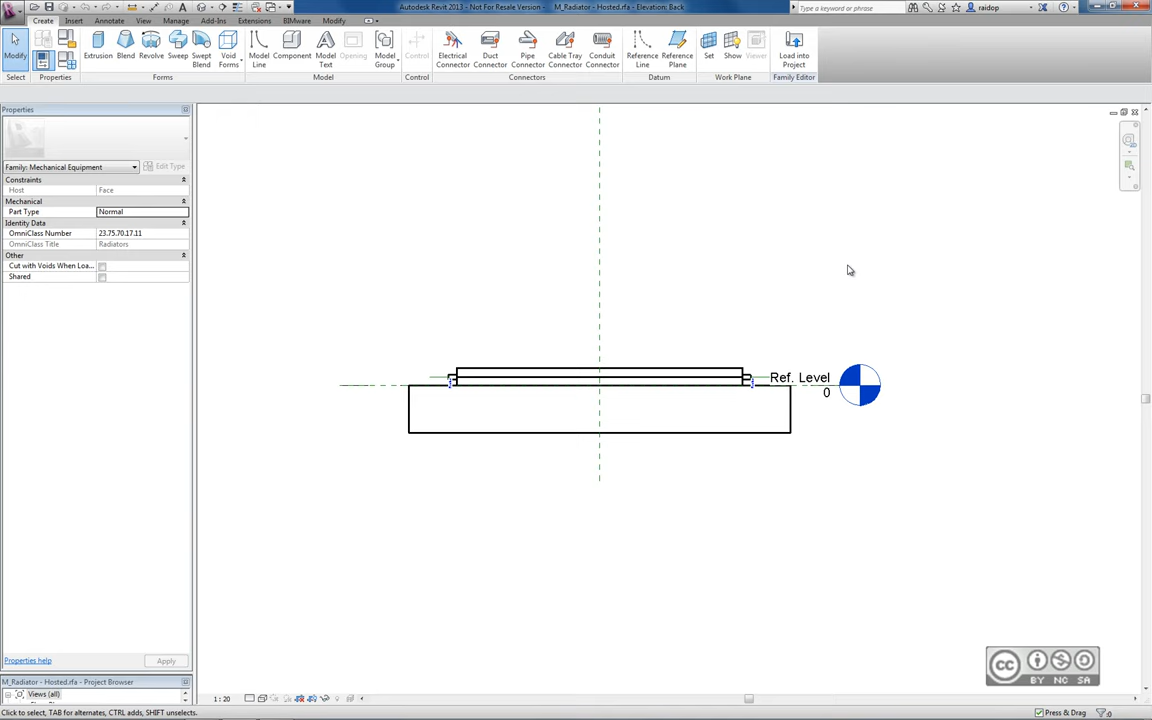 Autodesk Revit 2013 - Not For Resale Version - M_Radiator - Hosted.rfa - Elevation: Back
Type a keyword or phrase
raidop
Create Insert Annotate View Manage Add-Ins Extensions BIMware Modify
Modify Extrusion Blend Revolve Sweep Swept Blend Void Forms Model Line Component Model Text Opening Model Group Control Electrical Connector Duct Connector Pipe Connector Cable Tray Connector Conduit Connector Reference Line Reference Plane Set Show Viewer Load into Project
Select Properties Forms Model Control Connectors Datum Work Plane Family Editor
Properties
Family: Mechanical Equipment Edit Type
Constraints
Host Face
Mechanical
Part Type Normal
Identity Data
OmniClass Number 23.75.70.17.11
OmniClass Title Radiators
Other
Cut with Voids When Loa...
Shared
Ref. Level
0
Properties help Apply
M_Radiator - Hosted.rfa - Project Browser
Views (all)
1 : 20
Click to select, TAB for alternates, CTRL adds, SHIFT unselects.
Press & Drag :0
cc
BY NC SA